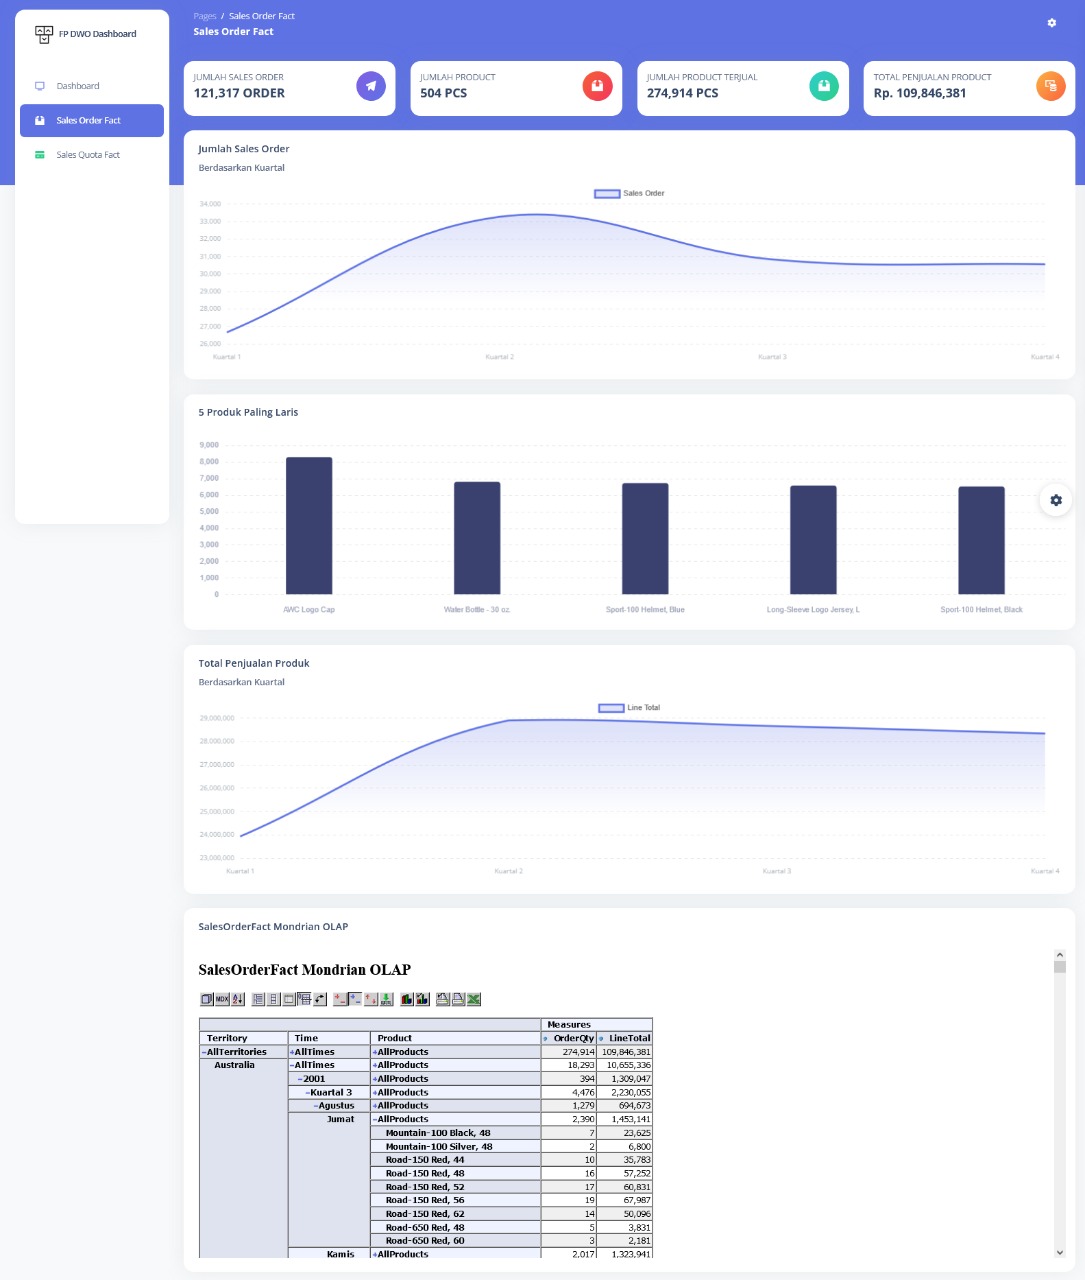 FP DWO Dashboard
Dashboard
Sales Order Fact
Sales Quota Fact
Pages / Sales Order Fact
Sales Order Fact
JUMLAH SALES ORDER
121,317 ORDER
JUMLAH PRODUCT
504 PCS
JUMLAH PRODUCT TERJUAL
274,914 PCS
TOTAL PENJUALAN PRODUCT
Rp. 109,846,381
Jumlah Sales Order
Berdasarkan Kuartal
Sales Order
34,000
33,000
32,000
31,000
30,000
29,000
28,000
27,000
26,000
Kuartal 1 Kuartal 2 Kuartal 3 Kuartal 4
5 Produk Paling Laris
9,000
8,000
7,000
6,000
5,000
4,000
3,000
2,000
1,000
0
AWC Logo Cap Water Bottle - 30 oz. Sport-100 Helmet, Blue Long-Sleeve Logo Jersey, L Sport-100 Helmet, Black
Total Penjualan Produk
Berdasarkan Kuartal
Line Total
29,000,000
28,000,000
27,000,000
26,000,000
25,000,000
24,000,000
23,000,000
Kuartal 1 Kuartal 2 Kuartal 3 Kuartal 4
SalesOrderFact Mondrian OLAP
SalesOrderFact Mondrian OLAP
MDX
Measures
Territory Time Product OrderQty LineTotal
−AllTerritories +AllTimes +AllProducts 274,914 109,846,381
Australia −AllTimes +AllProducts 18,293 10,655,336
−2001 +AllProducts 394 1,309,047
−Kuartal 3 +AllProducts 4,476 2,230,055
−Agustus +AllProducts 1,279 694,673
Jumat −AllProducts 2,390 1,453,141
Mountain-100 Black, 48 7 23,625
Mountain-100 Silver, 48 2 6,800
Road-150 Red, 44 10 35,783
Road-150 Red, 48 16 57,252
Road-150 Red, 52 17 60,831
Road-150 Red, 56 19 67,987
Road-150 Red, 62 14 50,096
Road-650 Red, 48 5 3,831
Road-650 Red, 60 3 2,181
Kamis +AllProducts 2,017 1,323,941